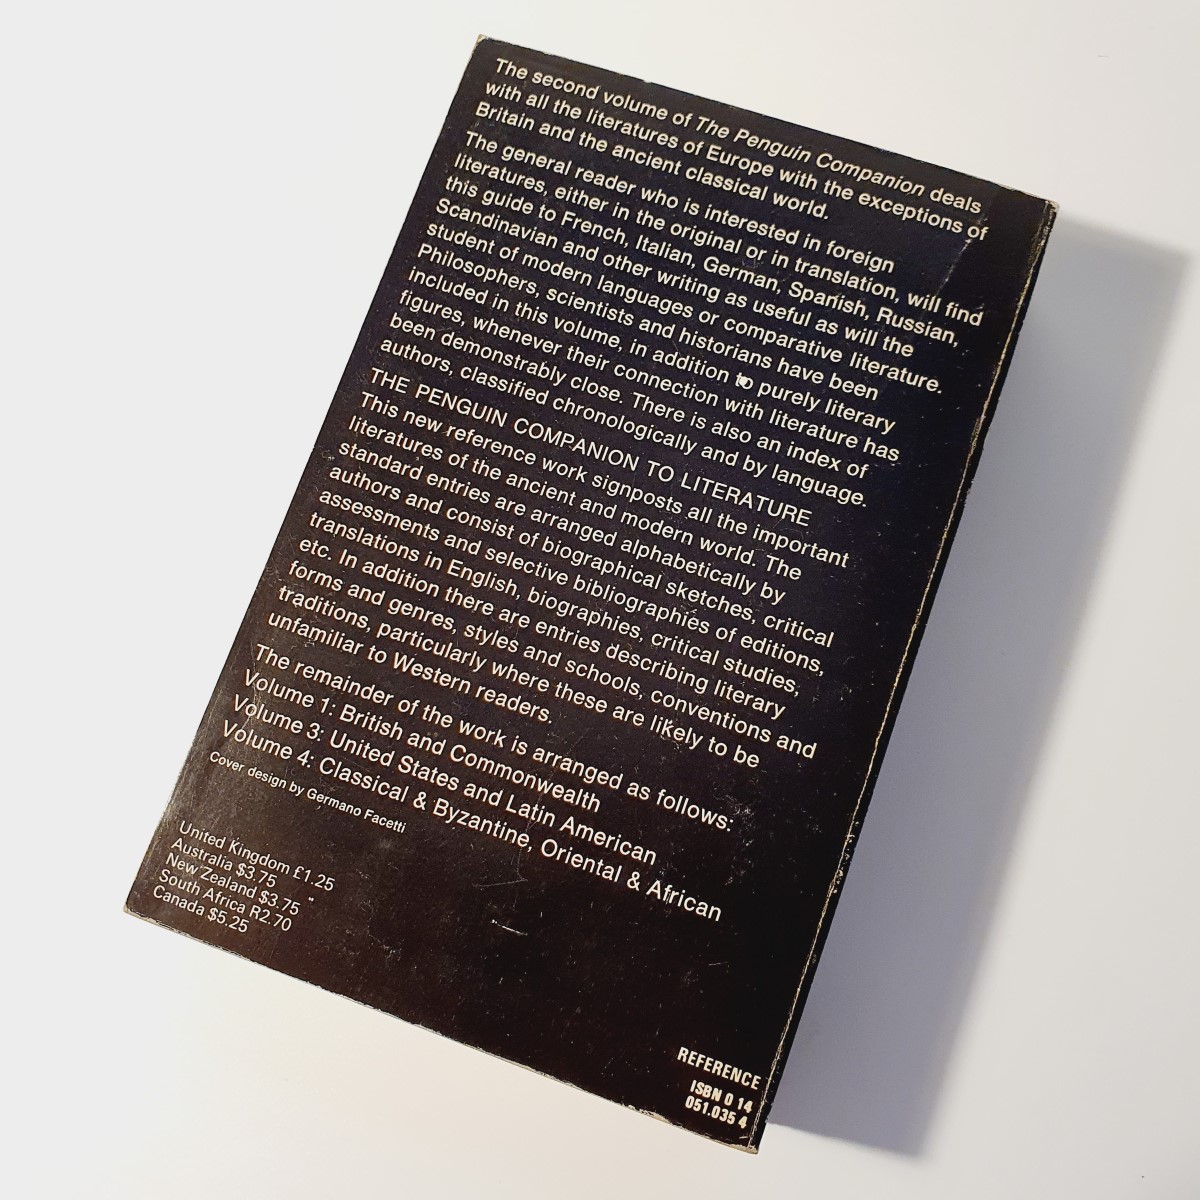 The second volume of The Penguin Companion deals
with all the literatures of Europe with the exceptions of
Britain and the ancient classical world.
The general reader who is interested in foreign
literatures, either in the original or in translation, will find
this guide to French, Italian, German, Spanish, Russian,
Scandinavian and other writing as useful as will the
student of modern languages or comparative literature.
Philosophers, scientists and historians have been
included in this volume, in addition to purely literary
figures, whenever their connection with literature has
been demonstrably close. There is also an index of
authors, classified chronologically and by language.
THE PENGUIN COMPANION TO LITERATURE
This new reference work signposts all the important
literatures of the ancient and modern world. The
standard entries are arranged alphabetically by
authors and consist of biographical sketches, critical
assessments and selective bibliographies of editions,
translations in English, biographies, critical studies,
etc. In addition there are entries describing literary
forms and genres, styles and schools, conventions and
traditions, particularly where these are likely to be
unfamiliar to Western readers.
The remainder of the work is arranged as follows:
Volume 1: British and Commonwealth
Volume 3: United States and Latin American
Volume 4: Classical & Byzantine, Oriental & African
Cover design by Germano Facetti
United Kingdom £1.25
Australia $3.75
New Zealand $3.75
South Africa R2.70
Canada $5.25
REFERENCE
ISBN 0 14
051.035 4